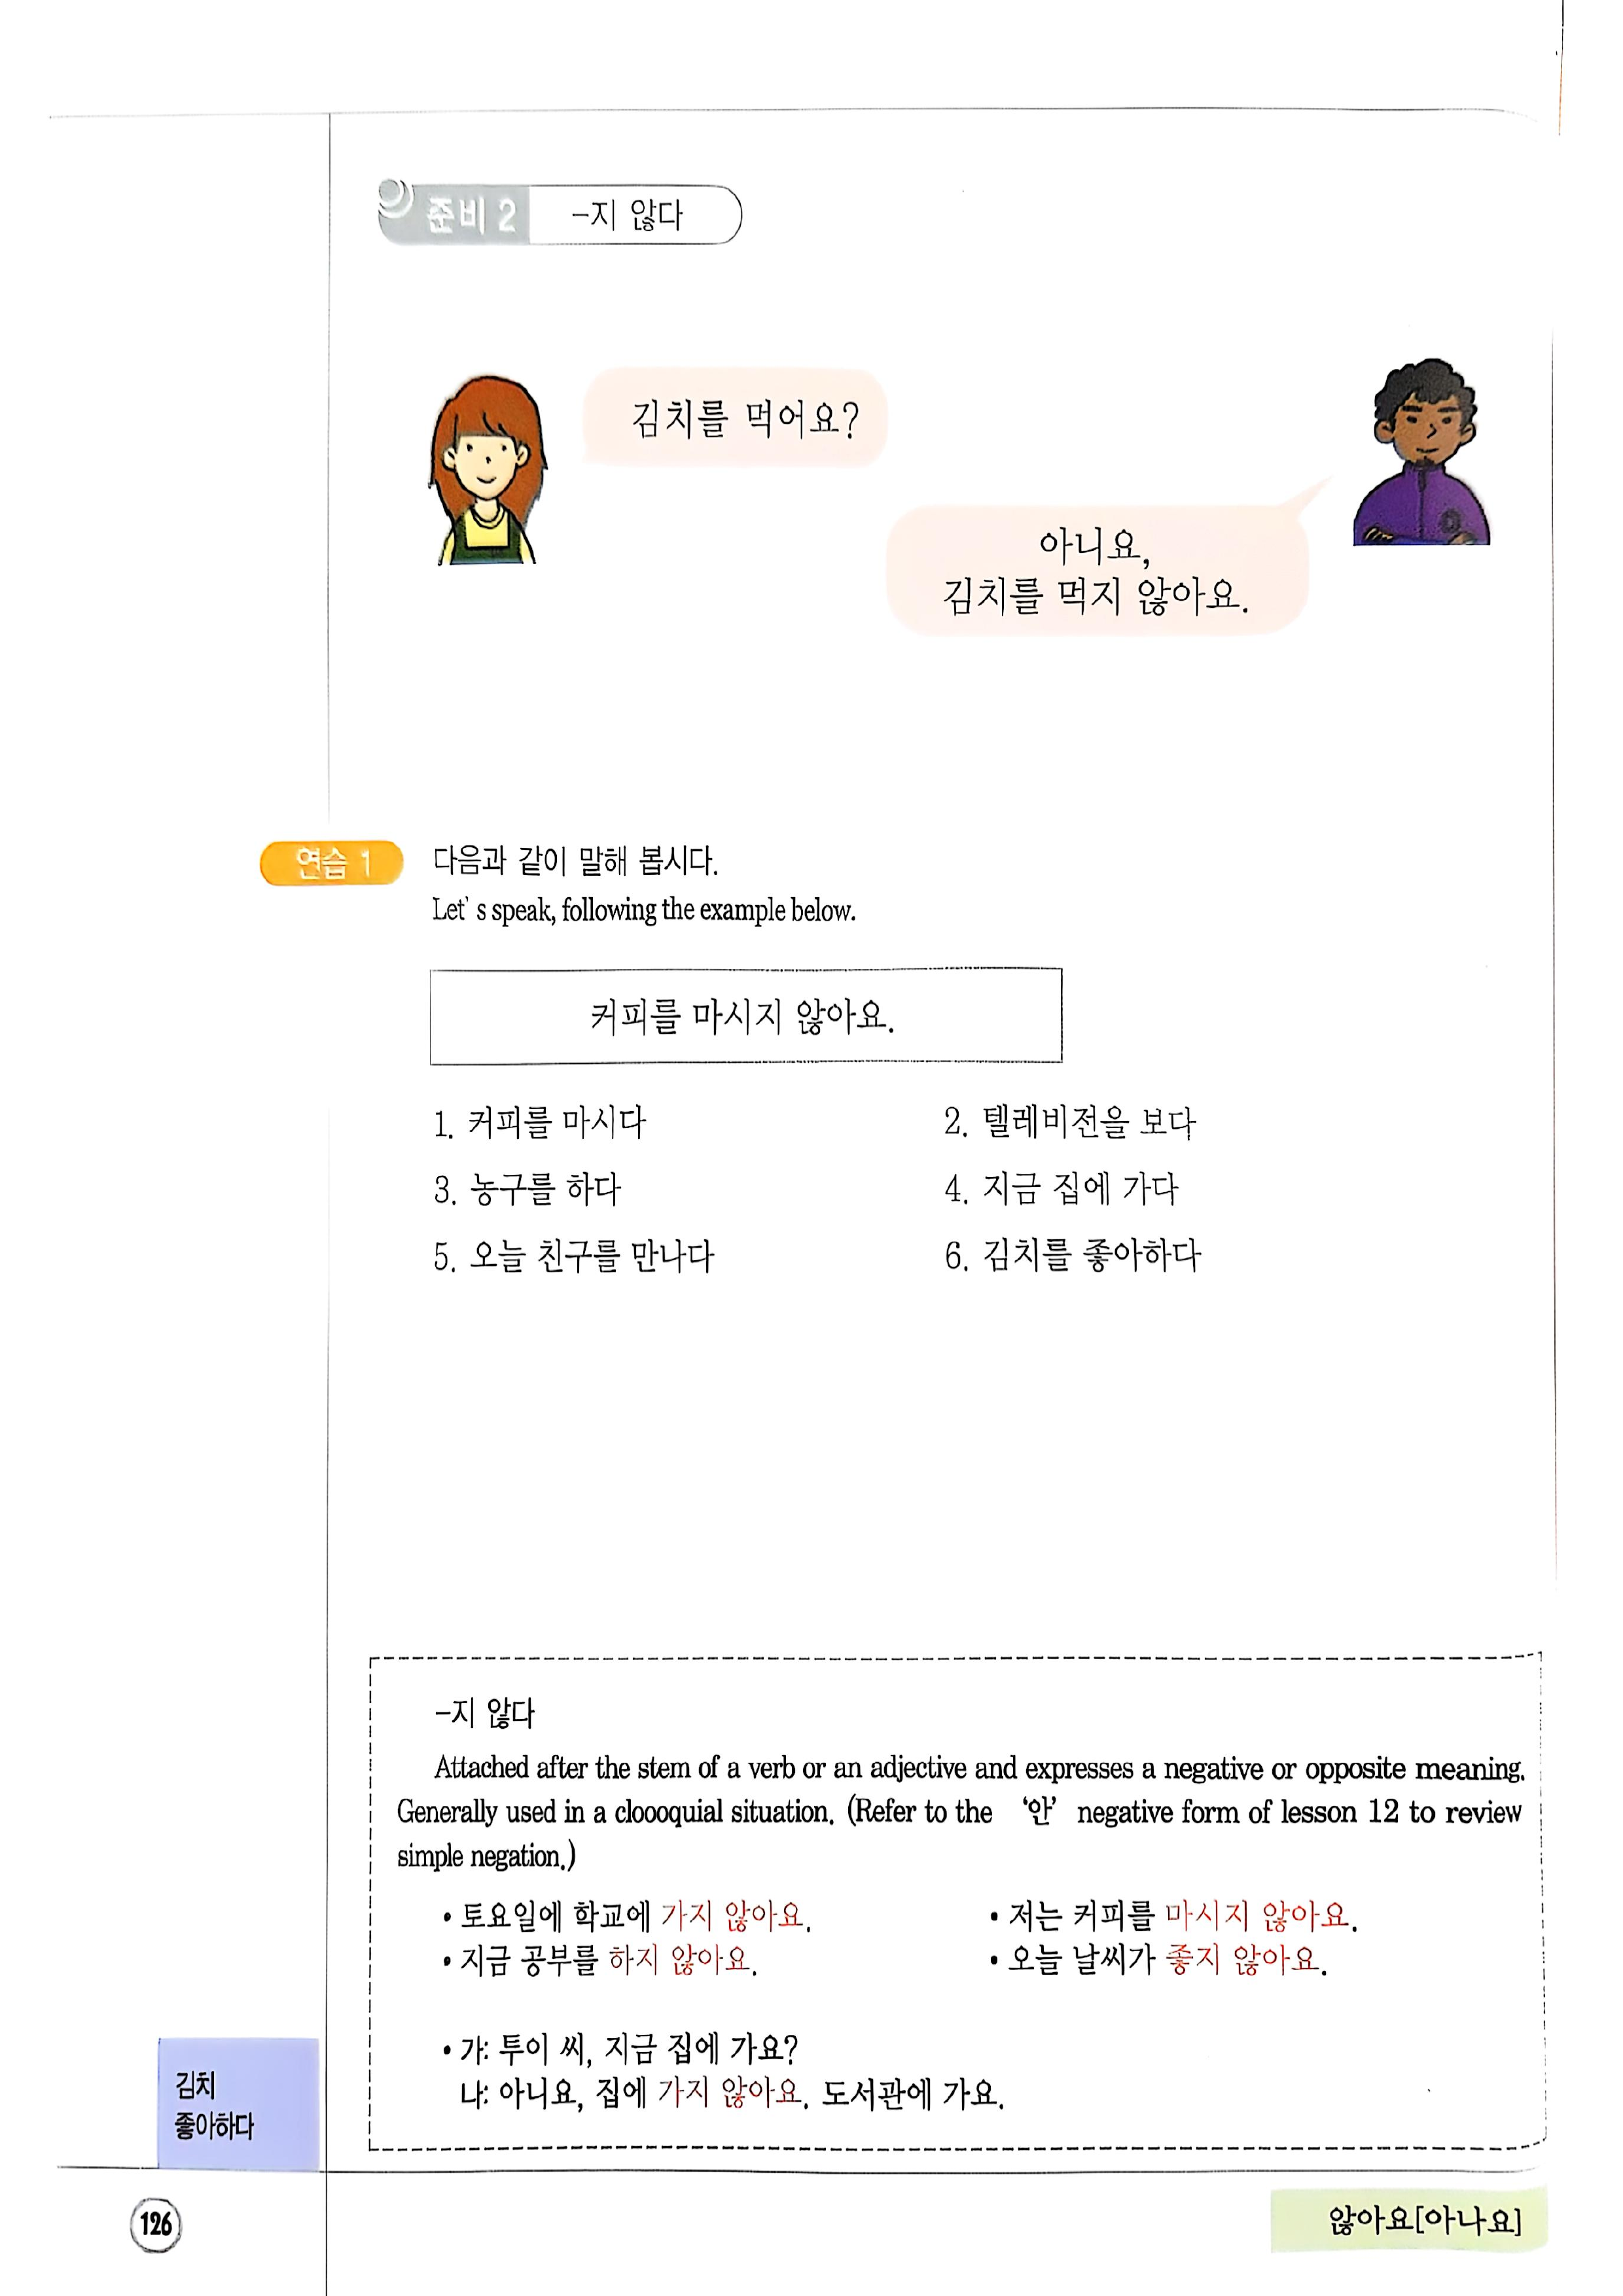 준비 2 -지 않다
김치를 먹어요?
아니요,
김치를 먹지 않아요.
연습 1 다음과 같이 말해 봅시다.
Let's speak, following the example below.
커피를 마시지 않아요.
1. 커피를 마시다 2. 텔레비전을 보다
3. 농구를 하다 4. 지금 집에 가다
5. 오늘 친구를 만나다 6. 김치를 좋아하다
-지 않다
Attached after the stem of a verb or an adjective and expresses a negative or opposite meaning.
Generally used in a cloooquial situation. (Refer to the '안' negative form of lesson 12 to review
simple negation.)
• 토요일에 학교에 가지 않아요. • 저는 커피를 마시지 않아요.
• 지금 공부를 하지 않아요. • 오늘 날씨가 좋지 않아요.
• 가: 투이 씨, 지금 집에 가요?
나: 아니요, 집에 가지 않아요. 도서관에 가요.
김치
좋아하다
126
않아요[아나요]